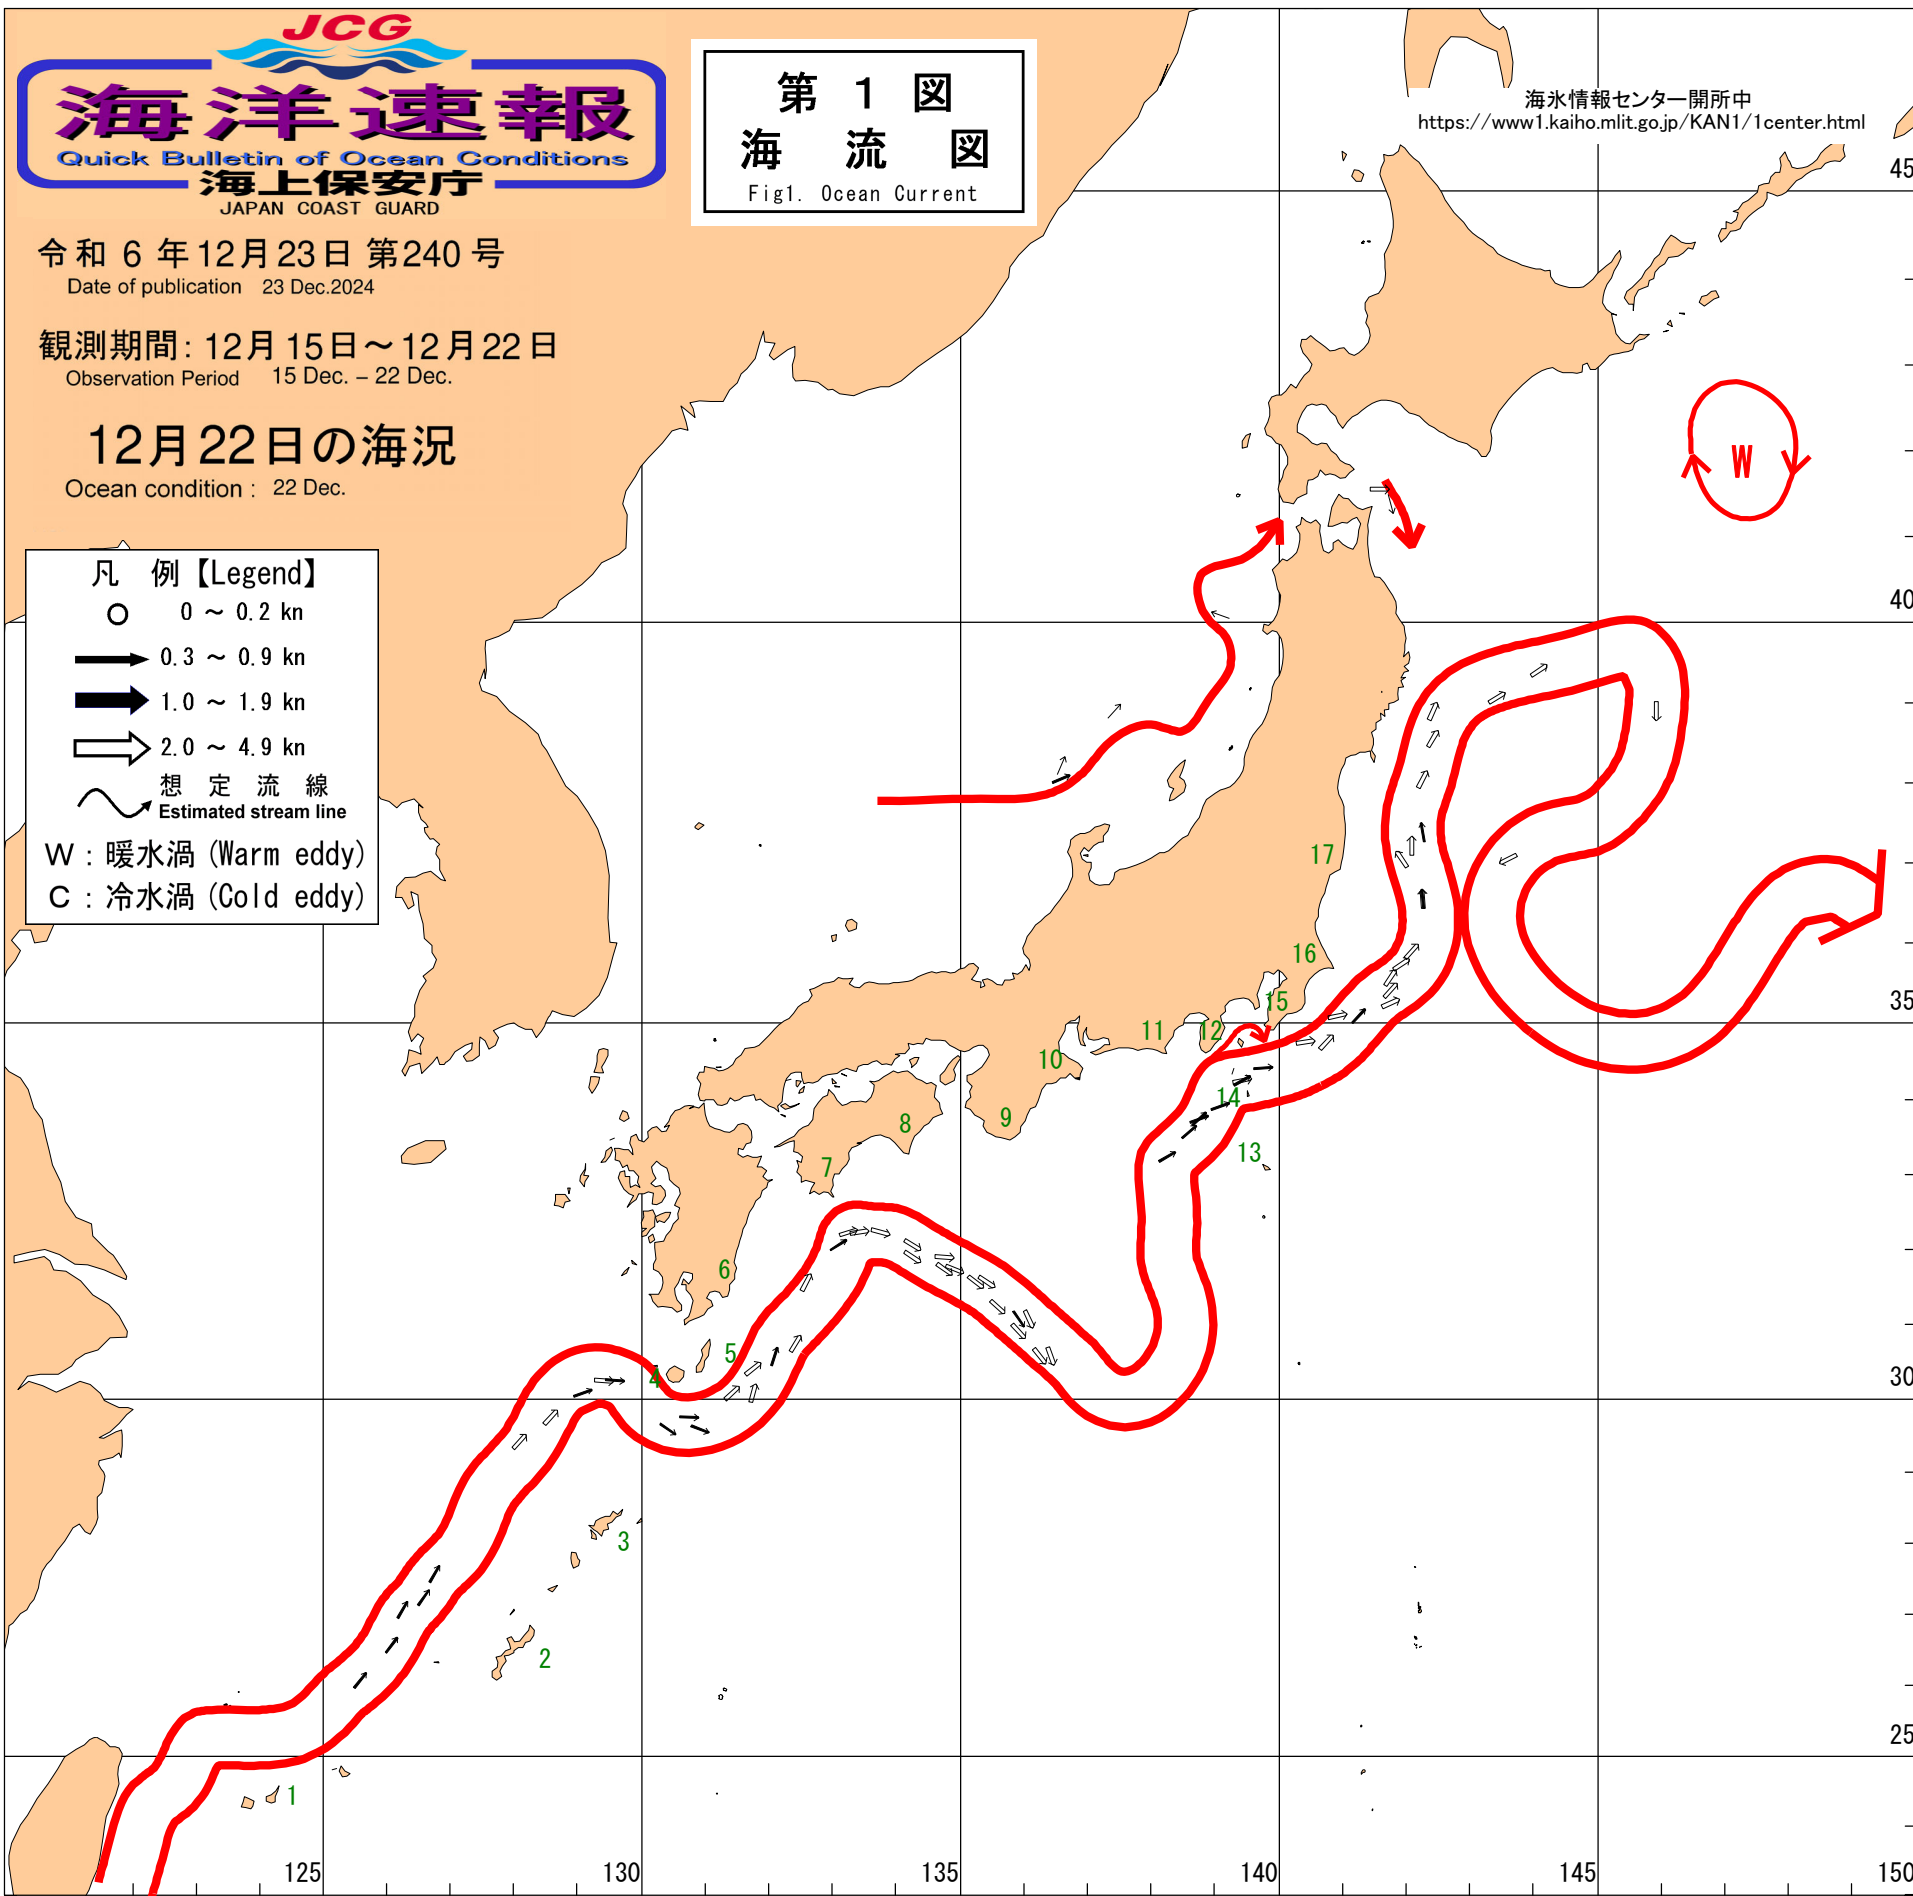 JCG
海洋速報
Quick Bulletin of Ocean Conditions
海上保安庁
JAPAN COAST GUARD
令和 6 年12月23日 第240号
Date of publication 23 Dec.2024
観測期間: 12月15日～12月22日
Observation Period 15 Dec. – 22 Dec.
12月22日の海況
Ocean condition : 22 Dec.
第 1 図
海 流 図
Fig1. Ocean Current
海氷情報センター開所中
https://www1.kaiho.mlit.go.jp/KAN1/1center.html
凡 例【Legend】
0 ～ 0.2 kn
0.3 ～ 0.9 kn
1.0 ～ 1.9 kn
2.0 ～ 4.9 kn
想 定 流 線
Estimated stream line
W : 暖水渦 (Warm eddy)
C : 冷水渦 (Cold eddy)
W
45
40
35
30
25
17
16
15
12
11
10
14
9
8
13
7
6
5
4
3
2
1
125
130
135
140
145
150